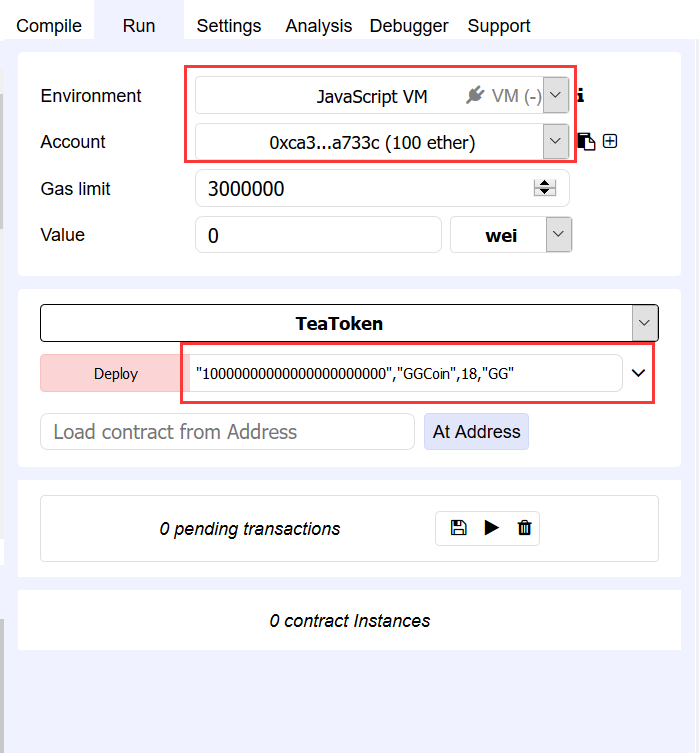 Compile Run Settings Analysis Debugger Support
Environment JavaScript VM VM (-)
Account 0xca3...a733c (100 ether)
Gas limit 3000000
Value 0 wei
TeaToken
Deploy "10000000000000000000000","GGCoin",18,"GG"
Load contract from Address At Address
0 pending transactions
0 contract Instances